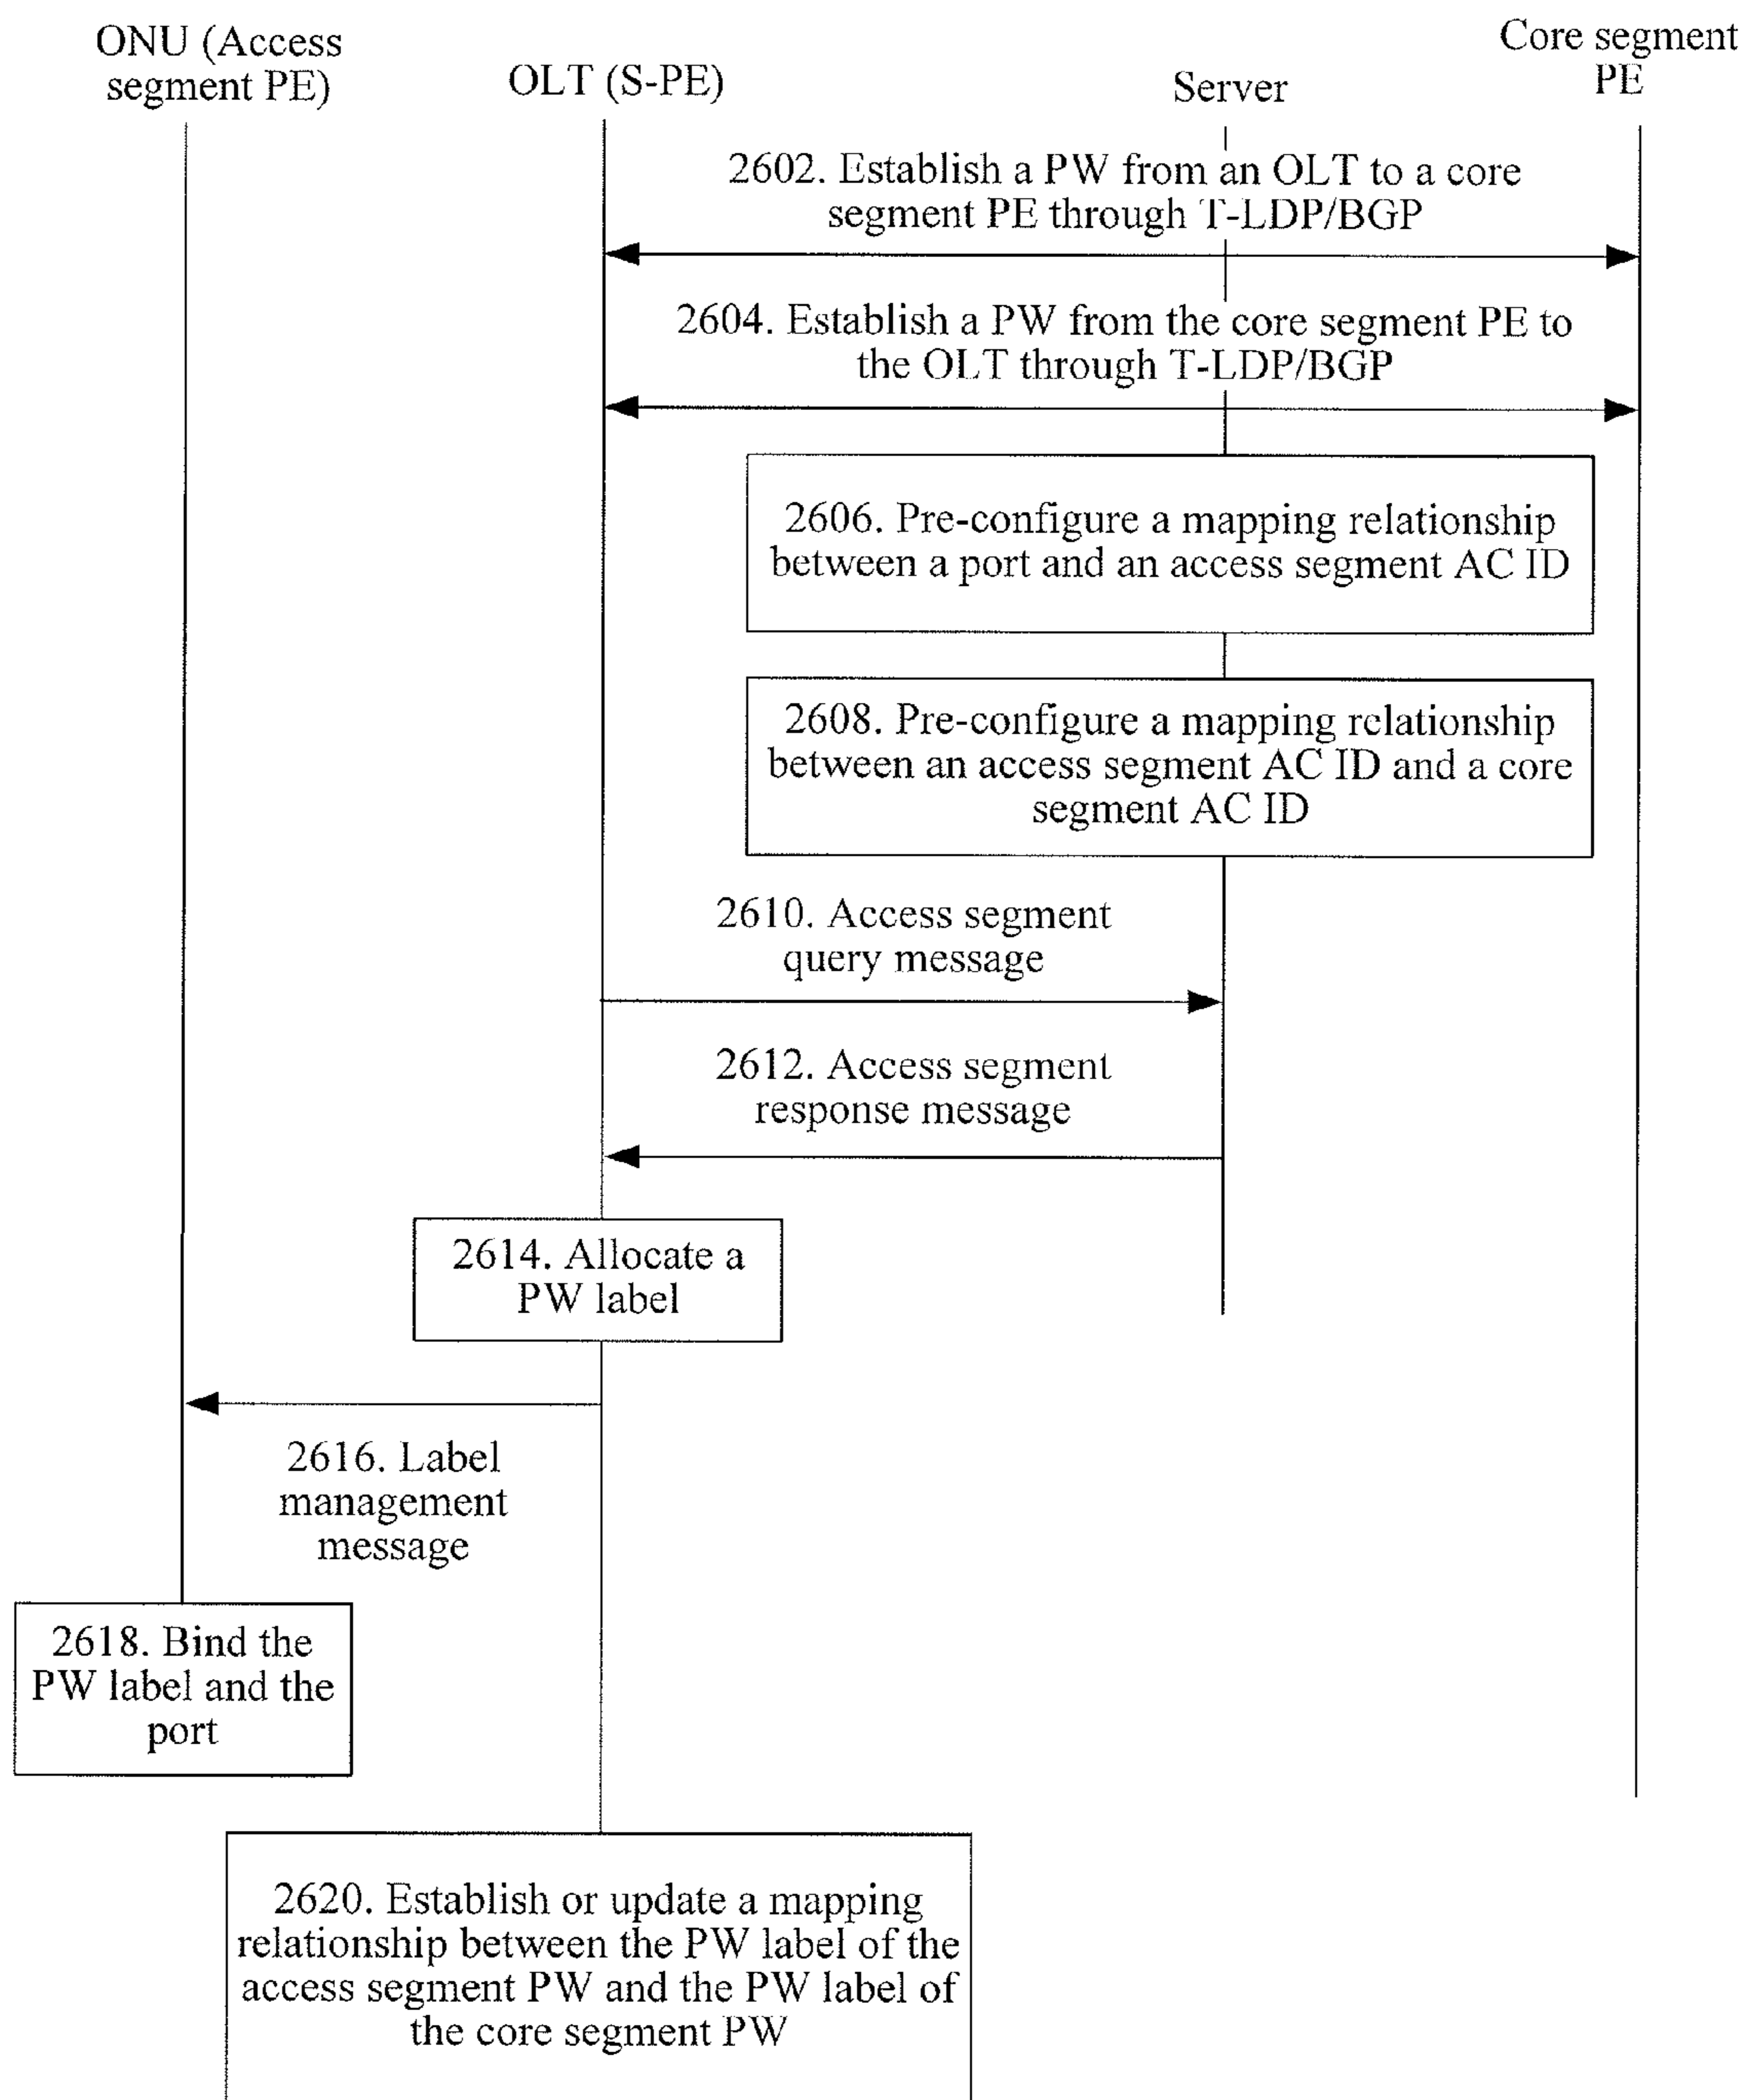 ONU (Access
segment PE)
OLT (S-PE)
Server
Core segment
PE
2602. Establish a PW from an OLT to a core
segment PE through T-LDP/BGP
2604. Establish a PW from the core segment PE to
the OLT through T-LDP/BGP
2606. Pre-configure a mapping relationship
between a port and an access segment AC ID
2608. Pre-configure a mapping relationship
between an access segment AC ID and a core
segment AC ID
2610. Access segment
query message
2612. Access segment
response message
2614. Allocate a
PW label
2616. Label
management
message
2618. Bind the
PW label and the
port
2620. Establish or update a mapping
relationship between the PW label of the
access segment PW and the PW label of
the core segment PW